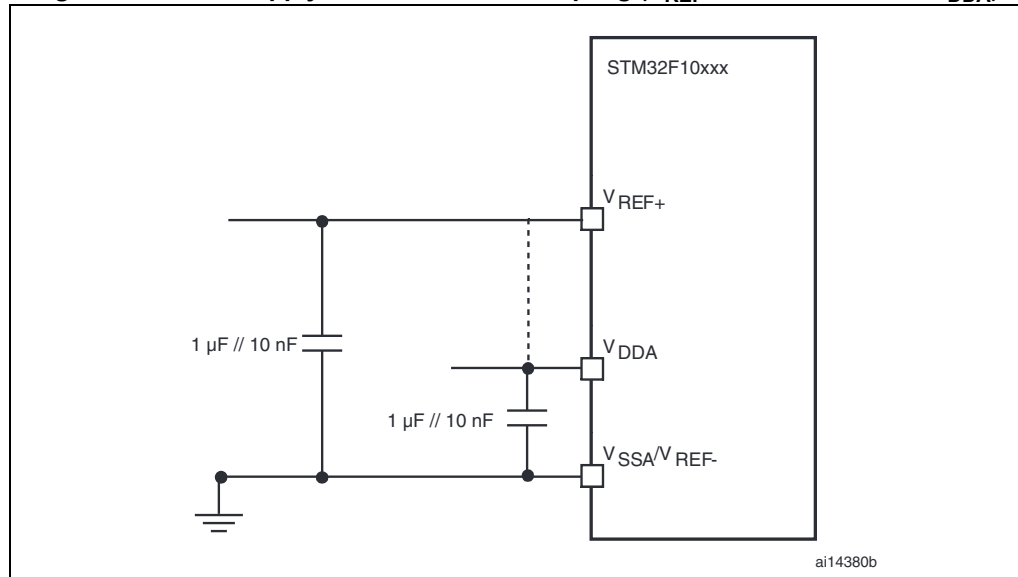 STM32F10xxx
VREF+
1 µF // 10 nF
VDDA
1 µF // 10 nF
VSSA/VREF-
ai14380b